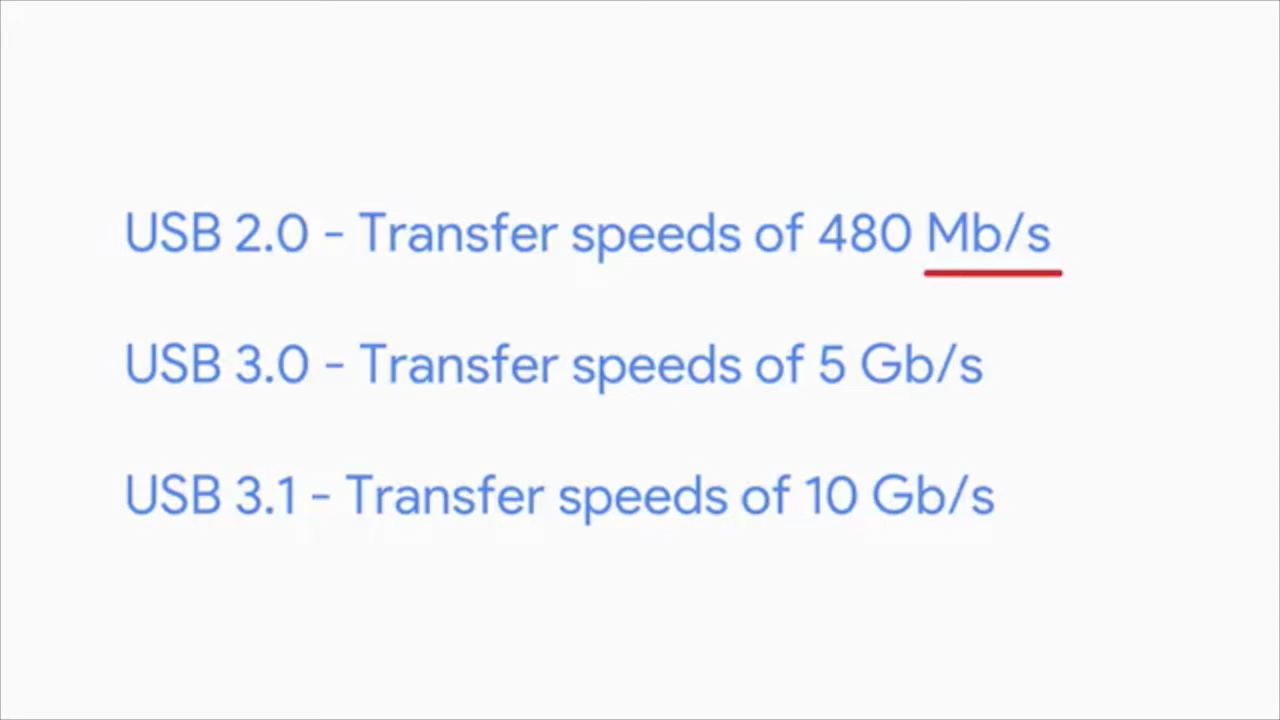 USB 2.0 - Transfer speeds of 480 Mb/s
USB 3.0 - Transfer speeds of 5 Gb/s
USB 3.1 - Transfer speeds of 10 Gb/s